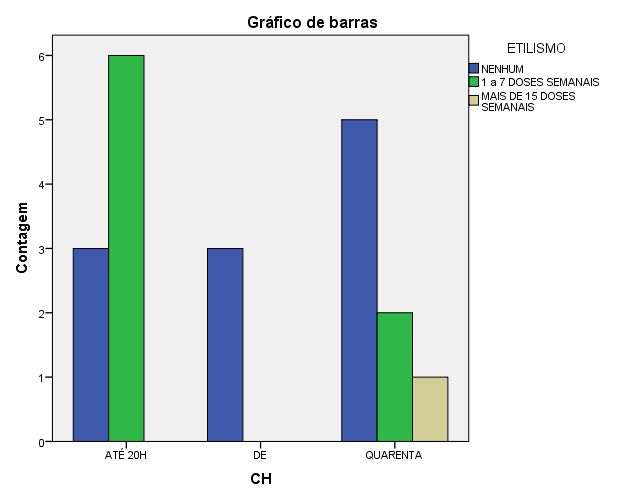 Gráfico de barras
ETILISMO
NENHUM
1 a 7 DOSES SEMANAIS
MAIS DE 15 DOSES
SEMANAIS
Contagem
6
5
4
3
2
1
0
ATÉ 20H
DE
QUARENTA
CH